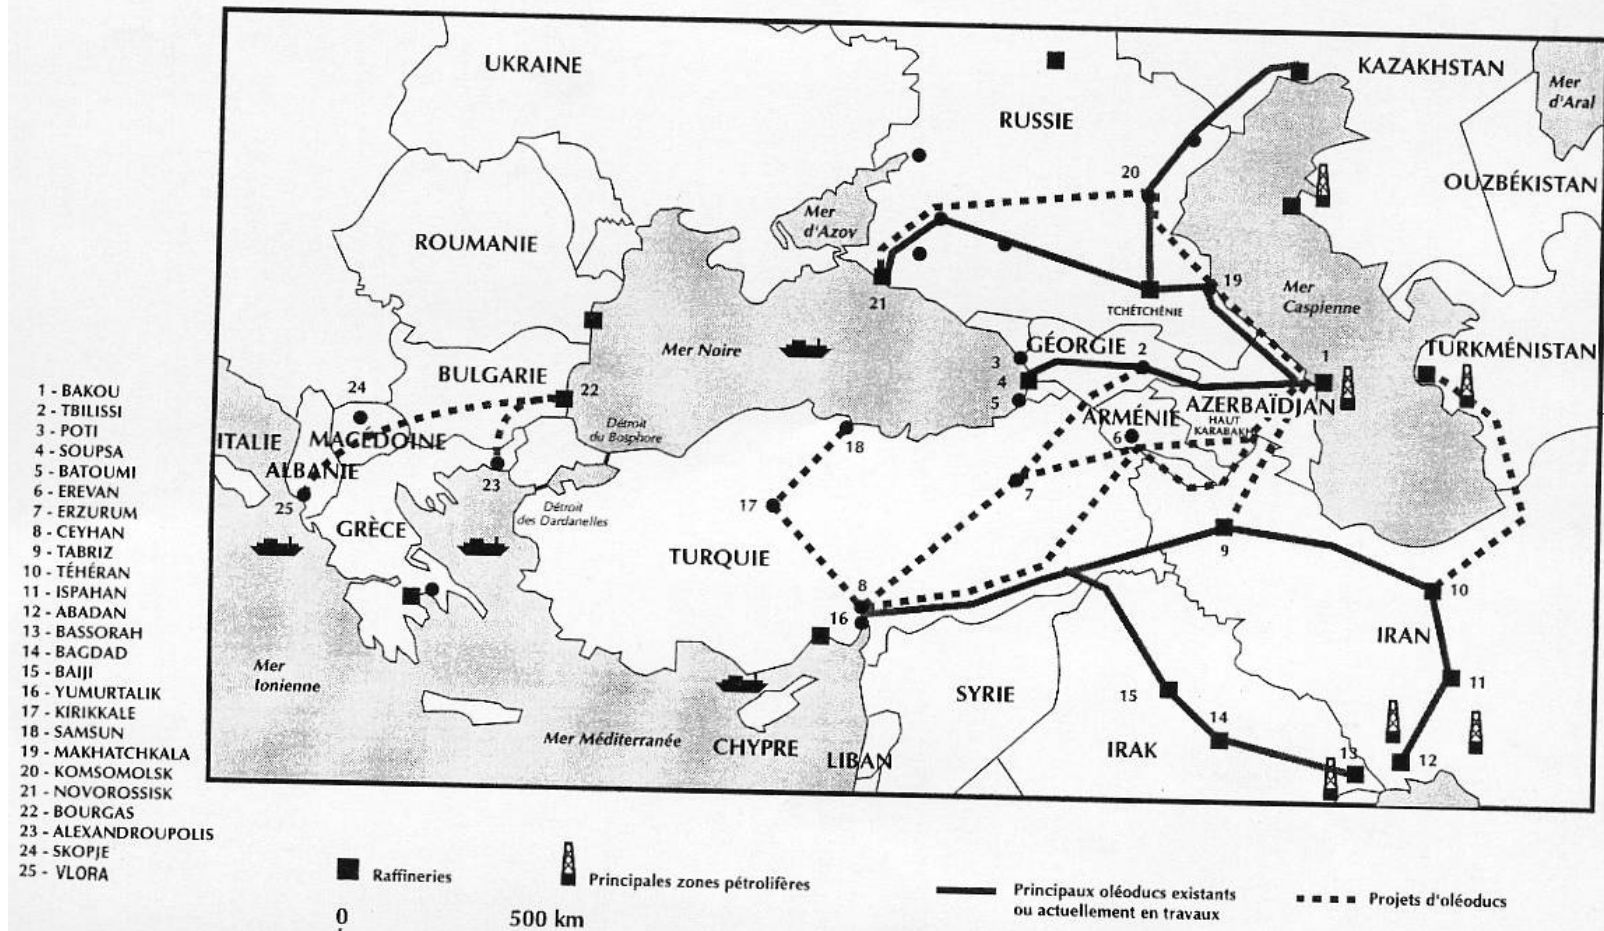 UKRAINE
KAZAKHSTAN
Mer
d'Aral
RUSSIE
20
OUZBÉKISTAN
ROUMANIE
Mer
d'Azov
21
19
Mer
Caspienne
TCHÉTCHÉNIE
Mer Noire
3
GÉORGIE
2
1
TURKMÉNISTAN
4
5
BULGARIE
22
24
ITALIE
MACÉDOINE
ALBANIE
Détroit
du Bosphore
18
ARMÉNIE
AZERBAÏDJAN
HAUT
KARABAKH
6
23
25
7
17
Détroit
des Dardanelles
GRÈCE
TURQUIE
9
8
10
16
IRAN
Mer
Ionienne
SYRIE
15
11
14
Mer Méditerranée
CHYPRE
LIBAN
IRAK
13
12
1 - BAKOU
2 - TBILISSI
3 - POTI
4 - SOUPSA
5 - BATOUMI
6 - EREVAN
7 - ERZURUM
8 - CEYHAN
9 - TABRIZ
10 - TÉHÉRAN
11 - ISPAHAN
12 - ABADAN
13 - BASSORAH
14 - BAGDAD
15 - BAIJI
16 - YUMURTALIK
17 - KIRIKKALE
18 - SAMSUN
19 - MAKHATCHKALA
20 - KOMSOMOLSK
21 - NOVOROSSISK
22 - BOURGAS
23 - ALEXANDROUPOLIS
24 - SKOPJE
25 - VLORA
Raffineries
Principales zones pétrolifères
Principaux oléoducs existants
ou actuellement en travaux
Projets d'oléoducs
0 500 km